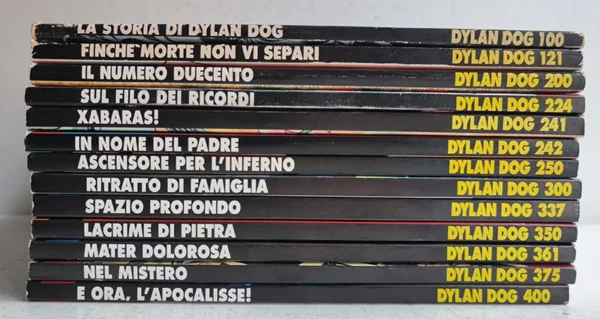 LA STORIA DI DYLAN DOG DYLAN DOG 100
FINCHE MORTE NON VI SEPARI DYLAN DOG 121
IL NUMERO DUECENTO DYLAN DOG 200
SUL FILO DEI RICORDI DYLAN DOG 224
XABARAS! DYLAN DOG 241
IN NOME DEL PADRE DYLAN DOG 242
ASCENSORE PER L'INFERNO DYLAN DOG 250
RITRATTO DI FAMIGLIA DYLAN DOG 300
SPAZIO PROFONDO DYLAN DOG 337
LACRIME DI PIETRA DYLAN DOG 350
MATER DOLOROSA DYLAN DOG 361
NEL MISTERO DYLAN DOG 375
E ORA, L'APOCALISSE! DYLAN DOG 400